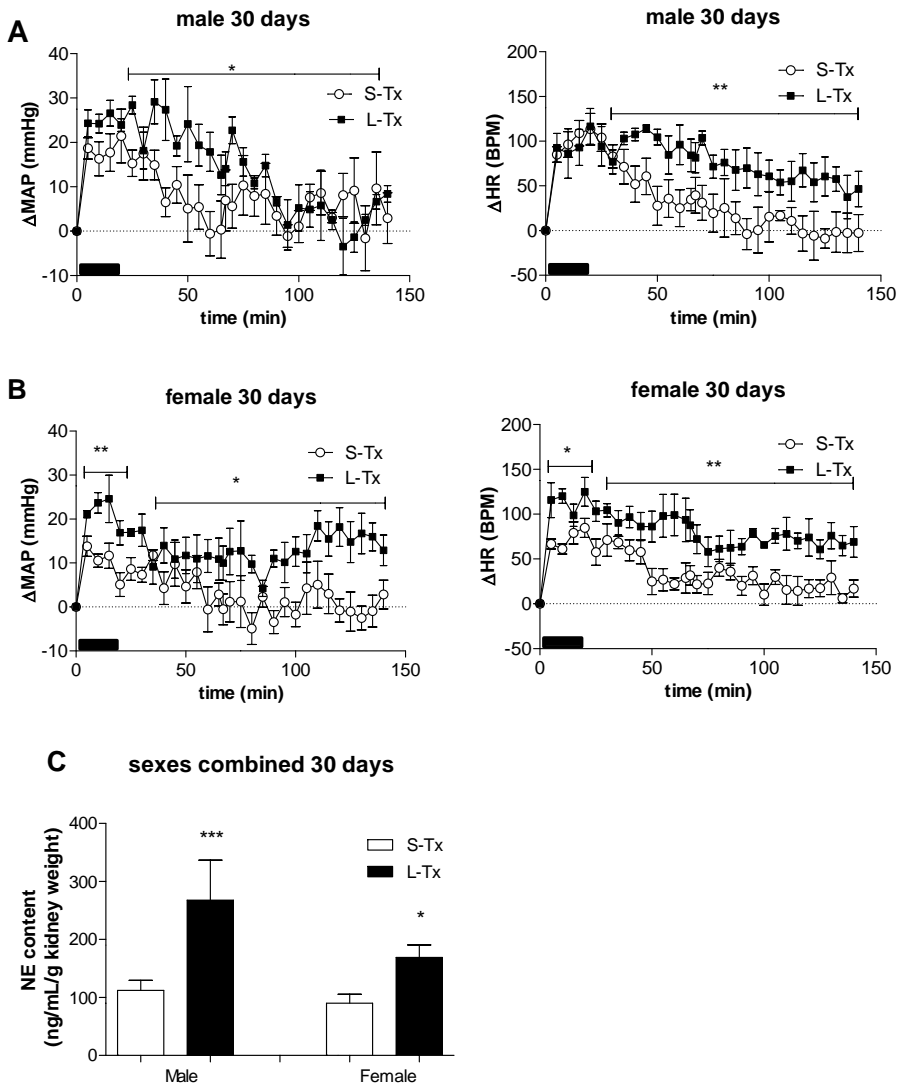 A
male 30 days
40
30
20
10
0
-10
ΔMAP (mmHg)
*
S-Tx
L-Tx
0
50
100
150
time (min)
male 30 days
200
150
100
50
0
-50
ΔHR (BPM)
**
S-Tx
L-Tx
0
50
100
150
time (min)
B
female 30 days
40
30
20
10
0
-10
ΔMAP (mmHg)
**
*
S-Tx
L-Tx
0
50
100
150
time (min)
female 30 days
200
150
100
50
0
-50
ΔHR (BPM)
*
**
S-Tx
L-Tx
0
50
100
150
time (min)
C
sexes combined 30 days
400
300
200
100
0
NE content
(ng/mL/g kidney weight)
***
*
S-Tx
L-Tx
Male
Female